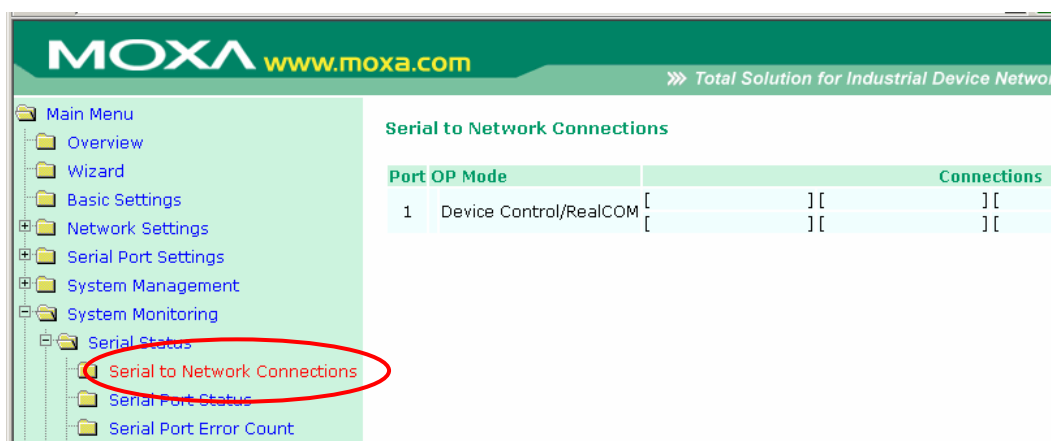 MOXA www.moxa.com
Total Solution for Industrial Device Networ
Main Menu
Overview
Wizard
Basic Settings
Network Settings
Serial Port Settings
System Management
System Monitoring
Serial Status
Serial to Network Connections
Serial Port Status
Serial Port Error Count
Serial to Network Connections
Port OP Mode Connections
1 Device Control/RealCOM [ ] [ ] [
[ ] [ ] [